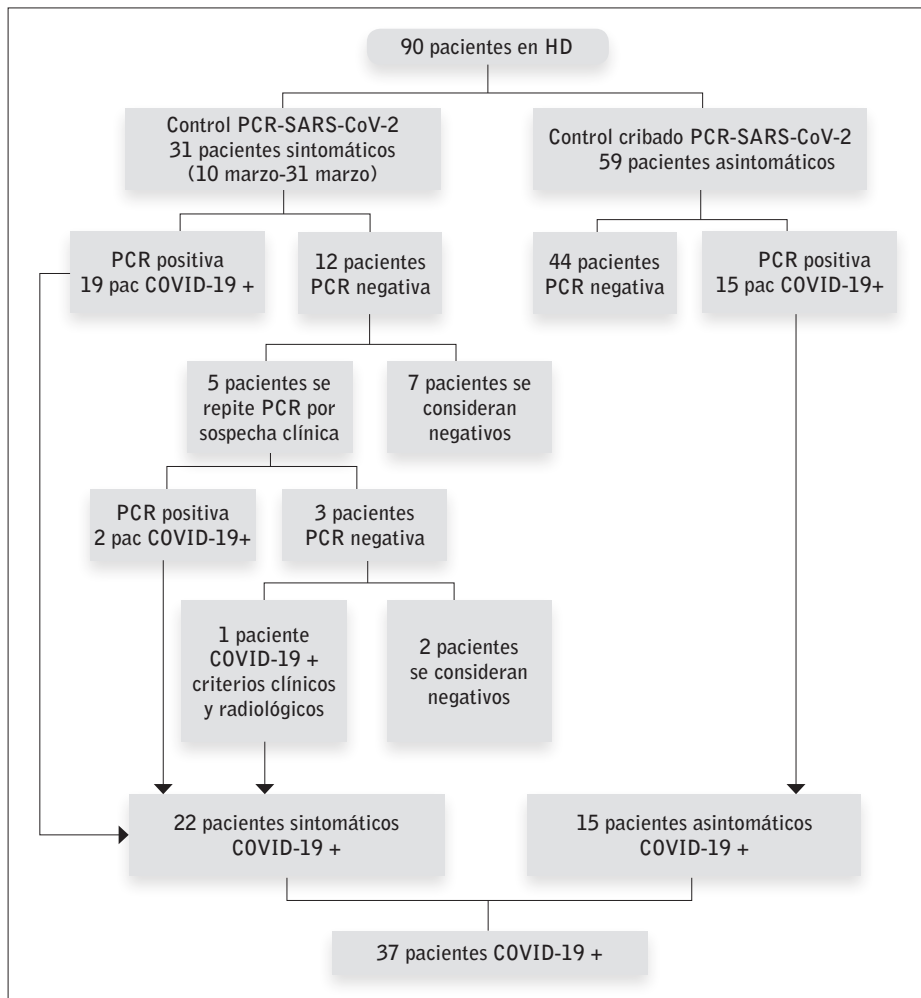 90 pacientes en HD
Control PCR-SARS-CoV-2
31 pacientes sintomáticos
(10 marzo-31 marzo)
Control cribado PCR-SARS-CoV-2
59 pacientes asintomáticos
PCR positiva
19 pac COVID-19 +
12 pacientes
PCR negativa
44 pacientes
PCR negativa
PCR positiva
15 pac COVID-19+
5 pacientes se
repite PCR por
sospecha clínica
7 pacientes se
consideran
negativos
PCR positiva
2 pac COVID-19+
3 pacientes
PCR negativa
1 paciente
COVID-19 +
criterios clínicos
y radiológicos
2 pacientes
se consideran
negativos
22 pacientes sintomáticos
COVID-19 +
15 pacientes asintomáticos
COVID-19 +
37 pacientes COVID-19 +